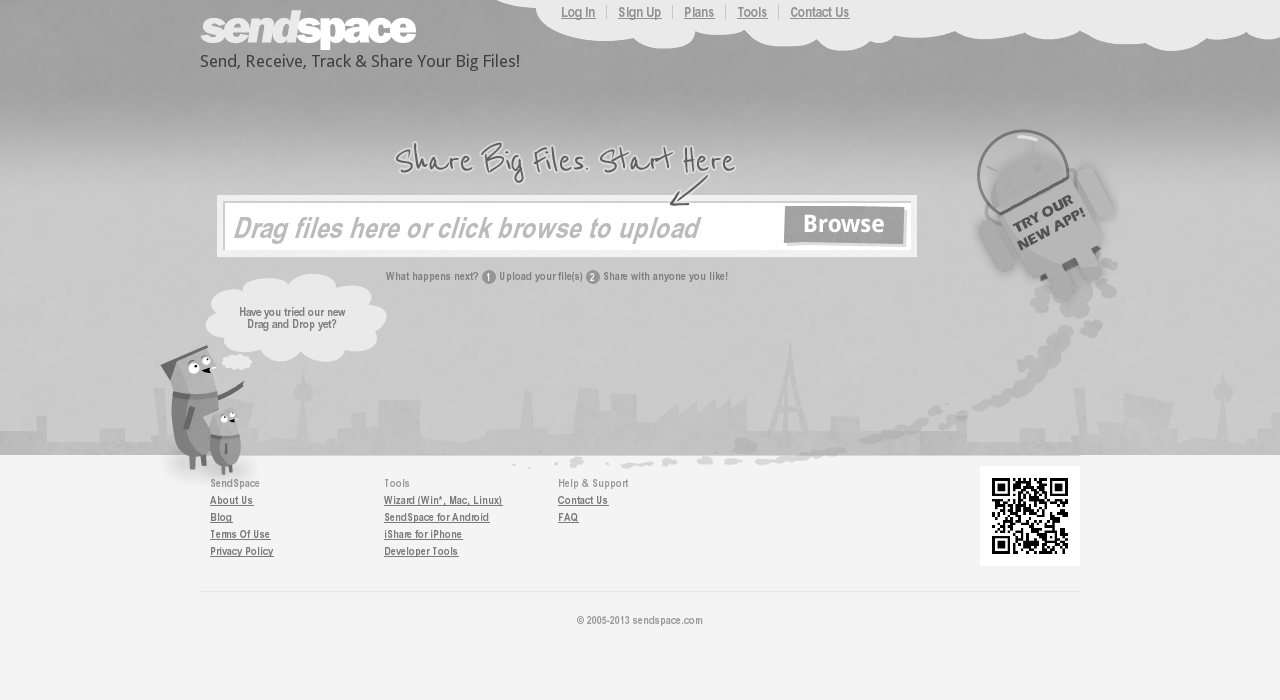 sendspace
Send, Receive, Track & Share Your Big Files!
Log In
Sign Up
Plans
Tools
Contact Us
Share Big Files. Start Here
Drag files here or click browse to upload
Browse
What happens next? 1 Upload your file(s) 2 Share with anyone you like!
TRY OUR
NEW APP!
Have you tried our new
Drag and Drop yet?
SendSpace
About Us
Blog
Terms Of Use
Privacy Policy
Tools
Wizard (Win*, Mac, Linux)
SendSpace for Android
iShare for iPhone
Developer Tools
Help & Support
Contact Us
FAQ
© 2005-2013 sendspace.com